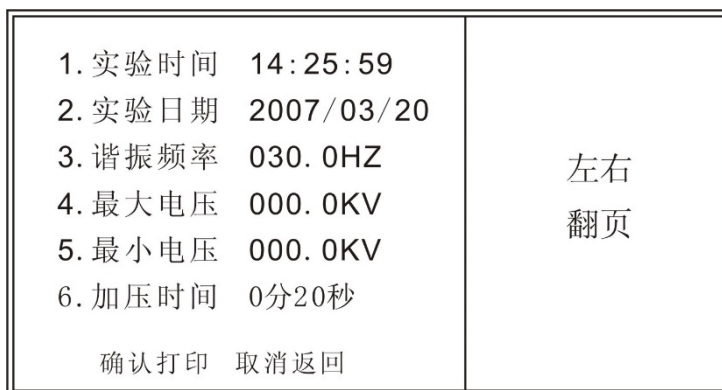 1.实验时间 14:25:59
2.实验日期 2007/03/20
3.谐振频率 030.0HZ
4.最大电压 000.0KV
5.最小电压 000.0KV
6.加压时间 0分20秒
确认打印 取消返回
左右
翻页